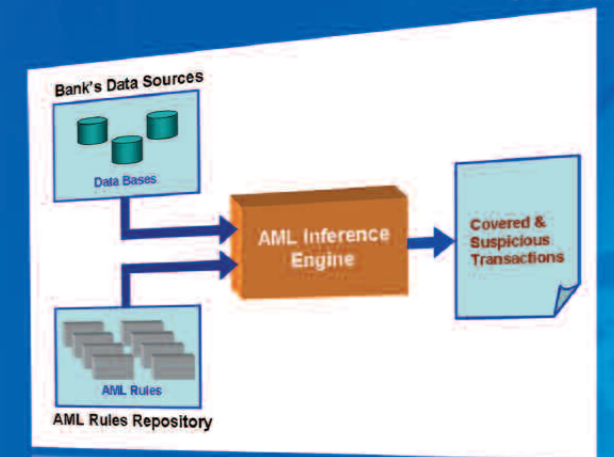 Bank's Data Sources
Data Bases
AML Inference
Engine
Covered &
Suspicious
Transactions
AML Rules
AML Rules Repository